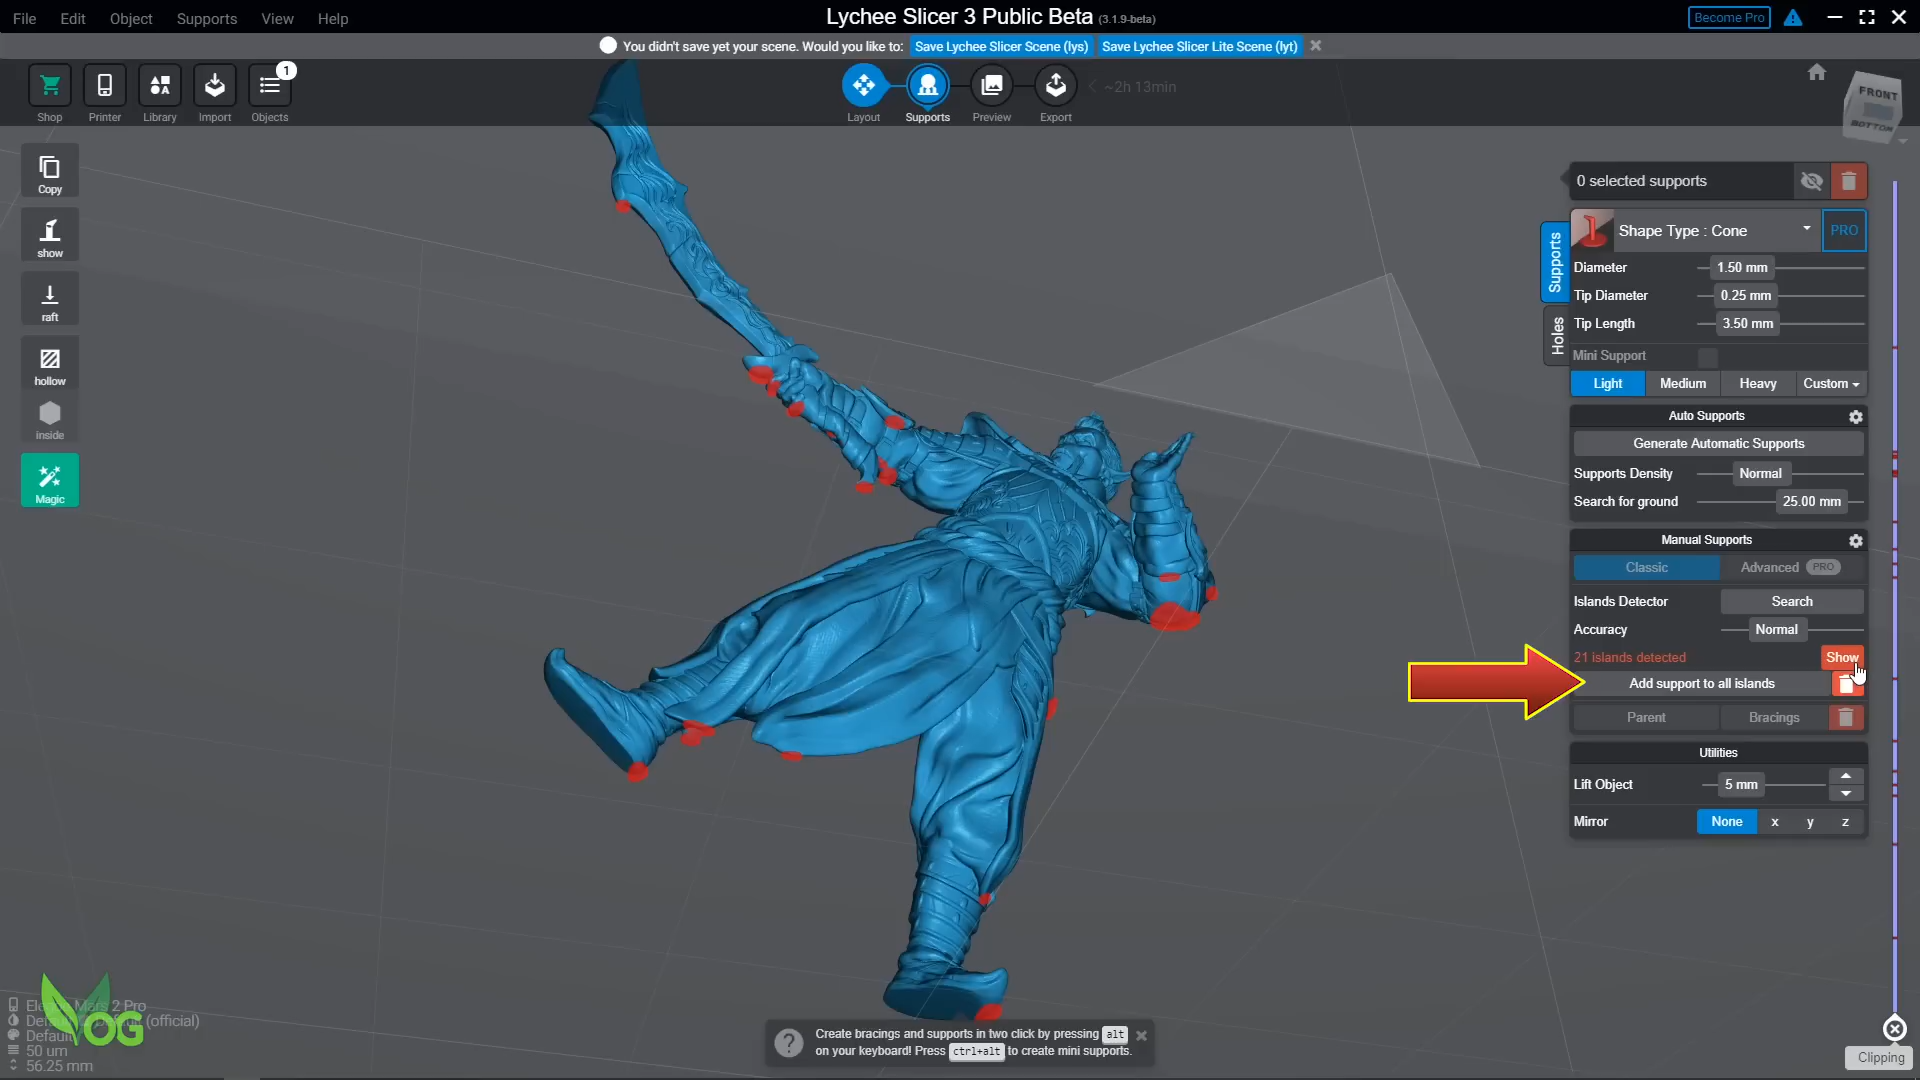 File Edit Object Supports View Help
Lychee Slicer 3 Public Beta (3.1.9-beta)
Become Pro
You didn't save yet your scene. Would you like to: Save Lychee Slicer Scene (lys) Save Lychee Slicer Lite Scene (lyt)
1
Shop Printer Library Import Objects
Layout Supports Preview Export
~2h 13min
FRONT
BOTTOM
Copy
show
raft
hollow
inside
Magic
0 selected supports
Supports
Holes
Shape Type : Cone PRO
Diameter 1.50 mm
Tip Diameter 0.25 mm
Tip Length 3.50 mm
Mini Support
Light Medium Heavy Custom
Auto Supports
Generate Automatic Supports
Supports Density Normal
Search for ground 25.00 mm
Manual Supports
Classic Advanced PRO
Islands Detector Search
Accuracy Normal
21 islands detected Show
Add support to all islands
Parent Bracings
Utilities
Lift Object 5 mm
Mirror None x y z
Mars 2 Pro
(official)
Default
50 um
56.25 mm
VOG
Create bracings and supports in two click by pressing alt
on your keyboard! Press ctrl+alt to create mini supports.
Clipping